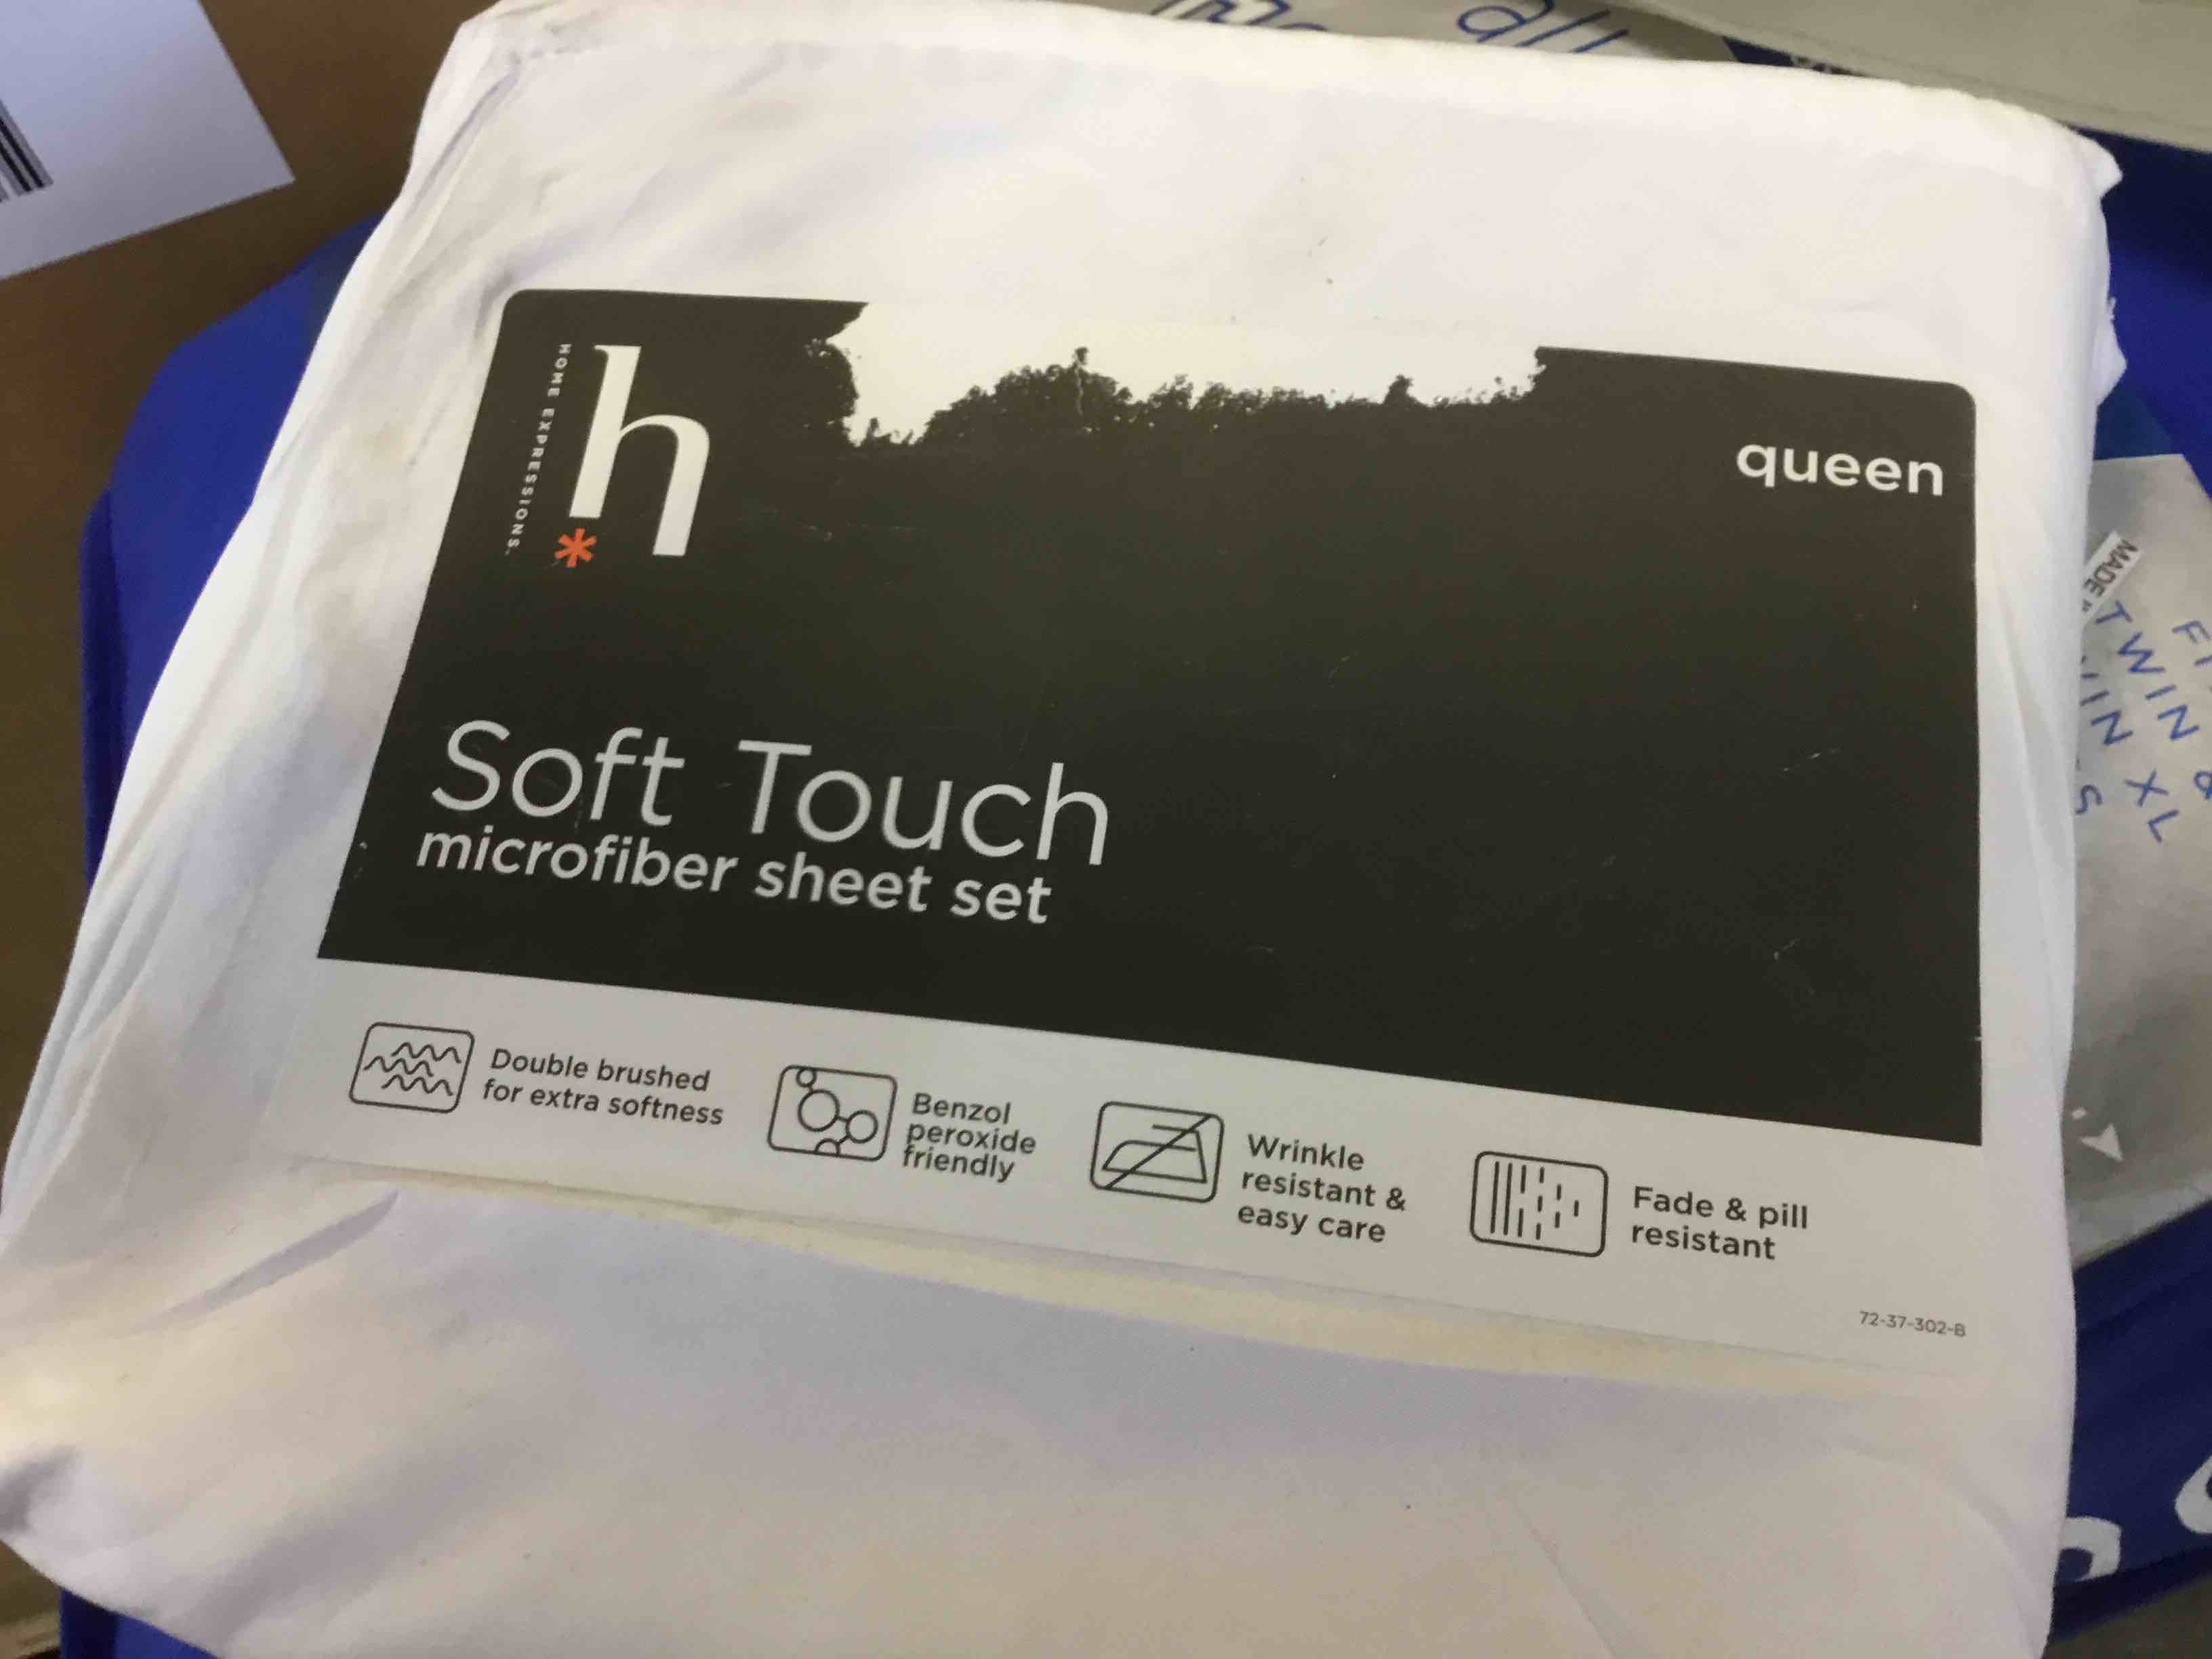 all
HOME EXPRESSIONS
h
queen
Soft Touch
microfiber sheet set
Double brushed
for extra softness
Benzol
peroxide
friendly
Wrinkle
resistant &
easy care
Fade & pill
resistant
72-37-302-B
MADE
TWIN &
XL